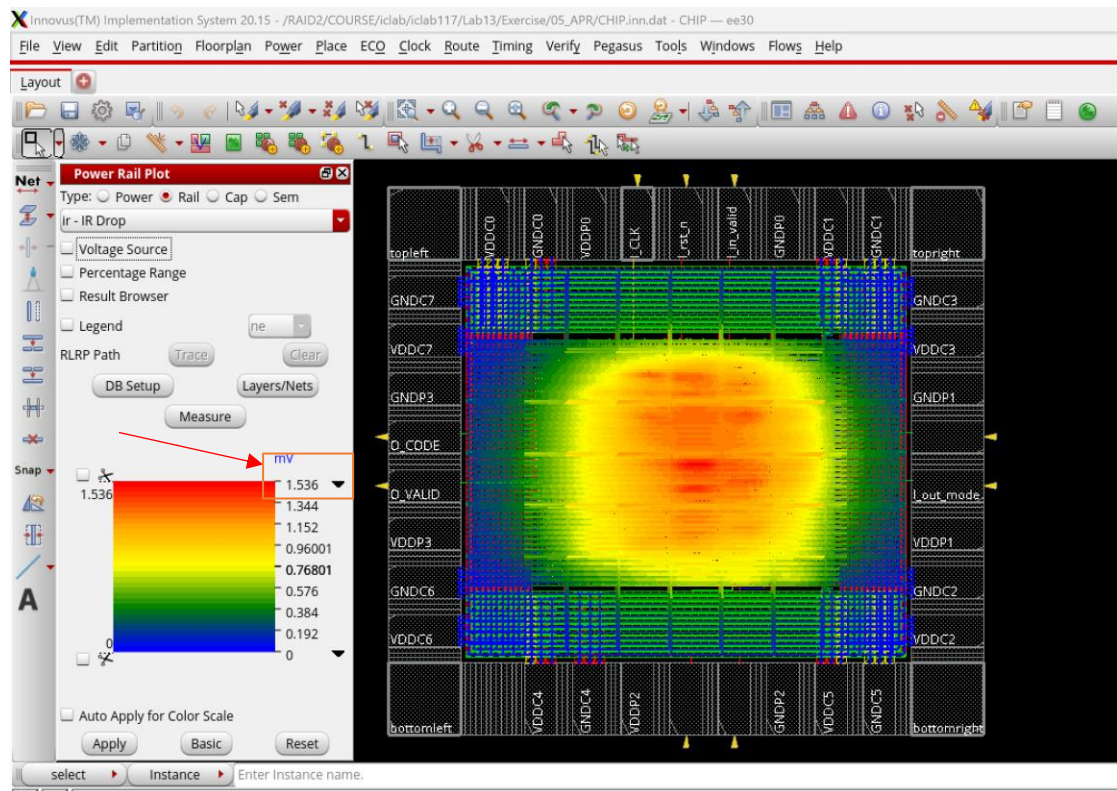 Innovus(TM) Implementation System 20.15 - /RAID2/COURSE/iclab/iclab117/Lab13/Exercise/05_APR/CHIP.inn.dat - CHIP — ee30
File View Edit Partition Floorplan Power Place ECO Clock Route Timing Verify Pegasus Tools Windows Flows Help
Layout
Net
Snap
A
Power Rail Plot
Type: Power Rail Cap Sem
ir - IR Drop
Voltage Source
Percentage Range
Result Browser
Legend ne
RLRP Path Trace Clear
DB Setup Layers/Nets
Measure
mV
1.536
1.536
1.344
1.152
0.96001
0.76801
0.576
0.384
0.192
0
0
Auto Apply for Color Scale
Apply Basic Reset
topleft
VDDC0
GNDC0
VDDP0
I_CLK
I_rst_n
I_in_valid
GNDP0
VDDC1
GNDC1
topright
GNDC7
VDDC7
GNDP3
O_CODE
O_VALID
VDDP3
GNDC6
VDDC6
GNDC3
VDDC3
GNDP1
I_out_mode
VDDP1
GNDC2
VDDC2
bottomleft
VDDC4
GNDC4
VDDP2
GNDP2
VDDC5
GNDC5
bottomright
select Instance Enter Instance name.